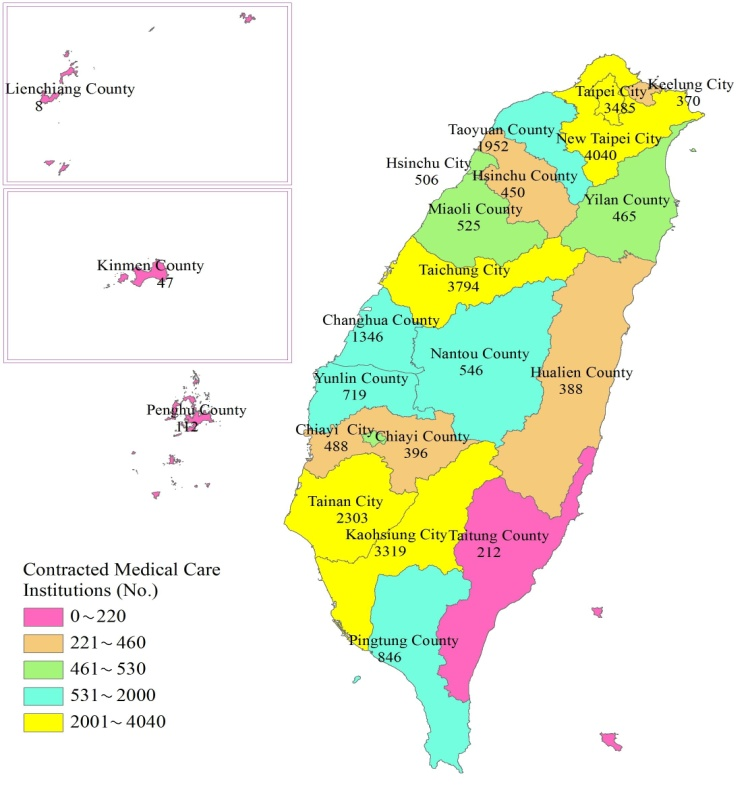 Lienchiang County
8
Kinmen County
47
Penghu County
112
Keelung City
370
Taipei City
3485
New Taipei City
4040
Taoyuan County
1952
Hsinchu City
506
Hsinchu County
450
Yilan County
465
Miaoli County
525
Taichung City
3794
Changhua County
1346
Nantou County
546
Hualien County
388
Yunlin County
719
Chiayi City
488
Chiayi County
396
Tainan City
2303
Kaohsiung City
3319
Taitung County
212
Pingtung County
846
Contracted Medical Care
Institutions (No.)
0~220
221~460
461~530
531~2000
2001~4040